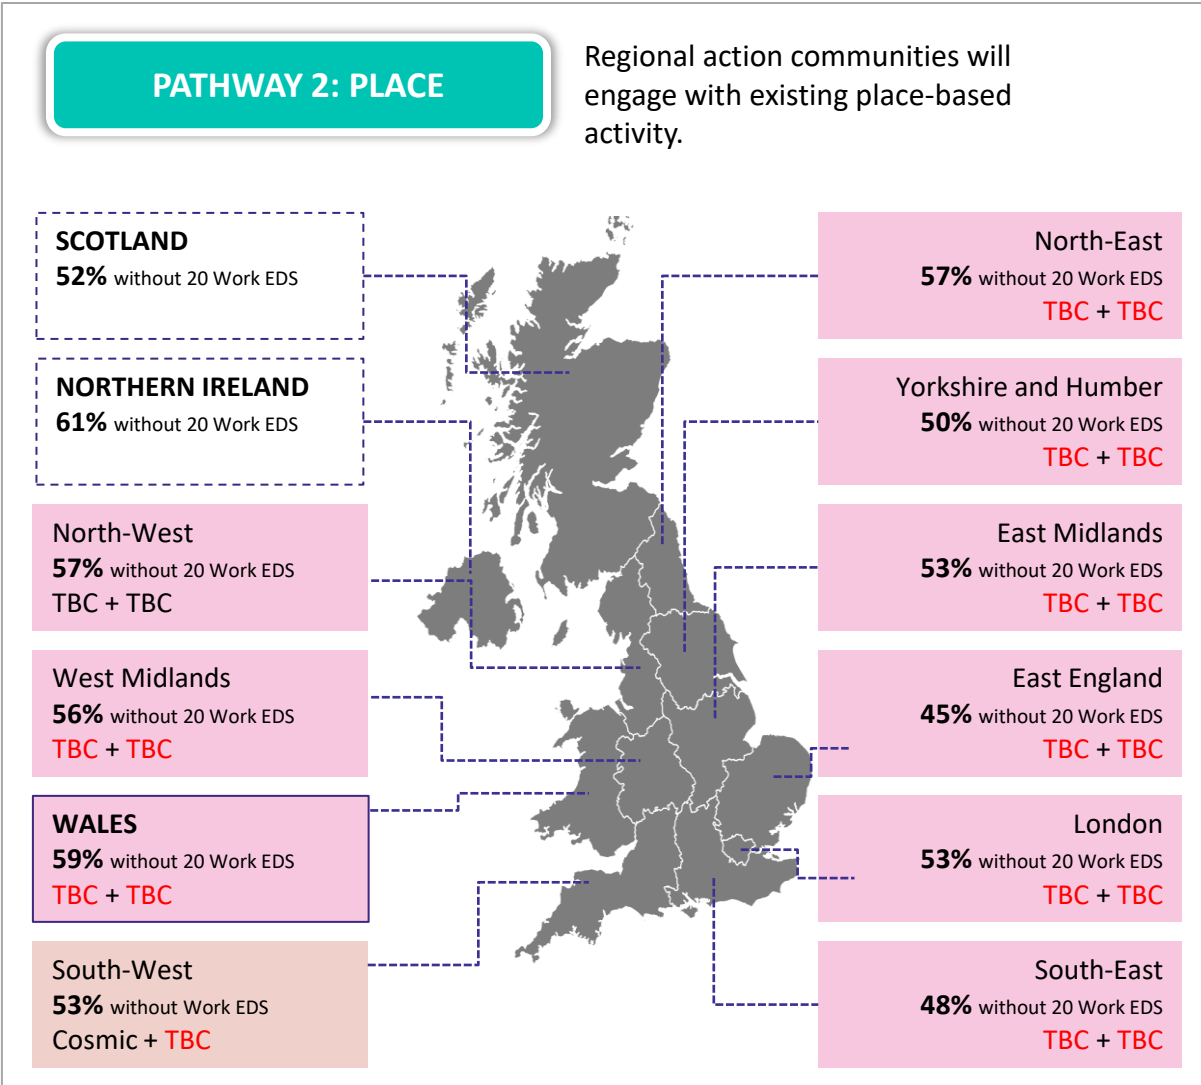 PATHWAY 2: PLACE
Regional action communities will
engage with existing place-based
activity.
SCOTLAND
52% without 20 Work EDS
NORTHERN IRELAND
61% without 20 Work EDS
North-West
57% without 20 Work EDS
TBC + TBC
West Midlands
56% without 20 Work EDS
TBC + TBC
WALES
59% without 20 Work EDS
TBC + TBC
South-West
53% without Work EDS
Cosmic + TBC
North-East
57% without 20 Work EDS
TBC + TBC
Yorkshire and Humber
50% without 20 Work EDS
TBC + TBC
East Midlands
53% without 20 Work EDS
TBC + TBC
East England
45% without 20 Work EDS
TBC + TBC
London
53% without 20 Work EDS
TBC + TBC
South-East
48% without 20 Work EDS
TBC + TBC